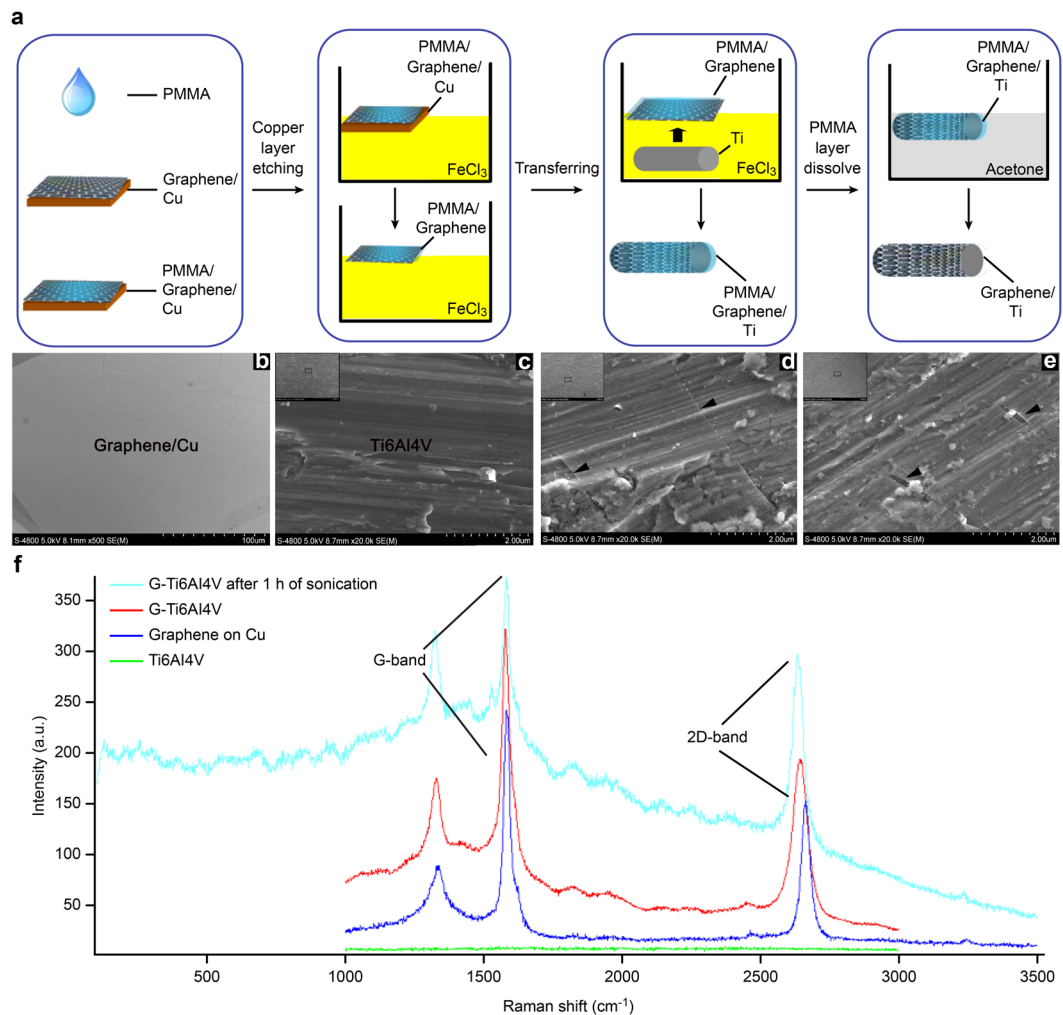 a
PMMA
Graphene/
Cu
PMMA/
Graphene/
Cu
Copper
layer
etching
PMMA/
Graphene/
Cu
FeCl3
PMMA/
Graphene
FeCl3
Transferring
PMMA/
Graphene
Ti
FeCl3
PMMA/
Graphene/
Ti
PMMA
layer
dissolve
PMMA/
Graphene/
Ti
Acetone
Graphene/
Ti
b
Graphene/Cu
S-4800 5.0kV 8.1mm x500 SE(M)
100um
c
Ti6Al4V
S-4800 5.0kV 8.7mm x20.0k SE(M)
2.00um
d
S-4800 5.0kV 8.7mm x20.0k SE(M)
2.00um
e
S-4800 5.0kV 8.7mm x20.0k SE(M)
2.00um
f
G-Ti6Al4V after 1 h of sonication
G-Ti6Al4V
Graphene on Cu
Ti6Al4V
G-band
2D-band
Intensity (a.u.)
350
300
250
200
150
100
50
500
1000
1500
2000
2500
3000
3500
Raman shift (cm-1)